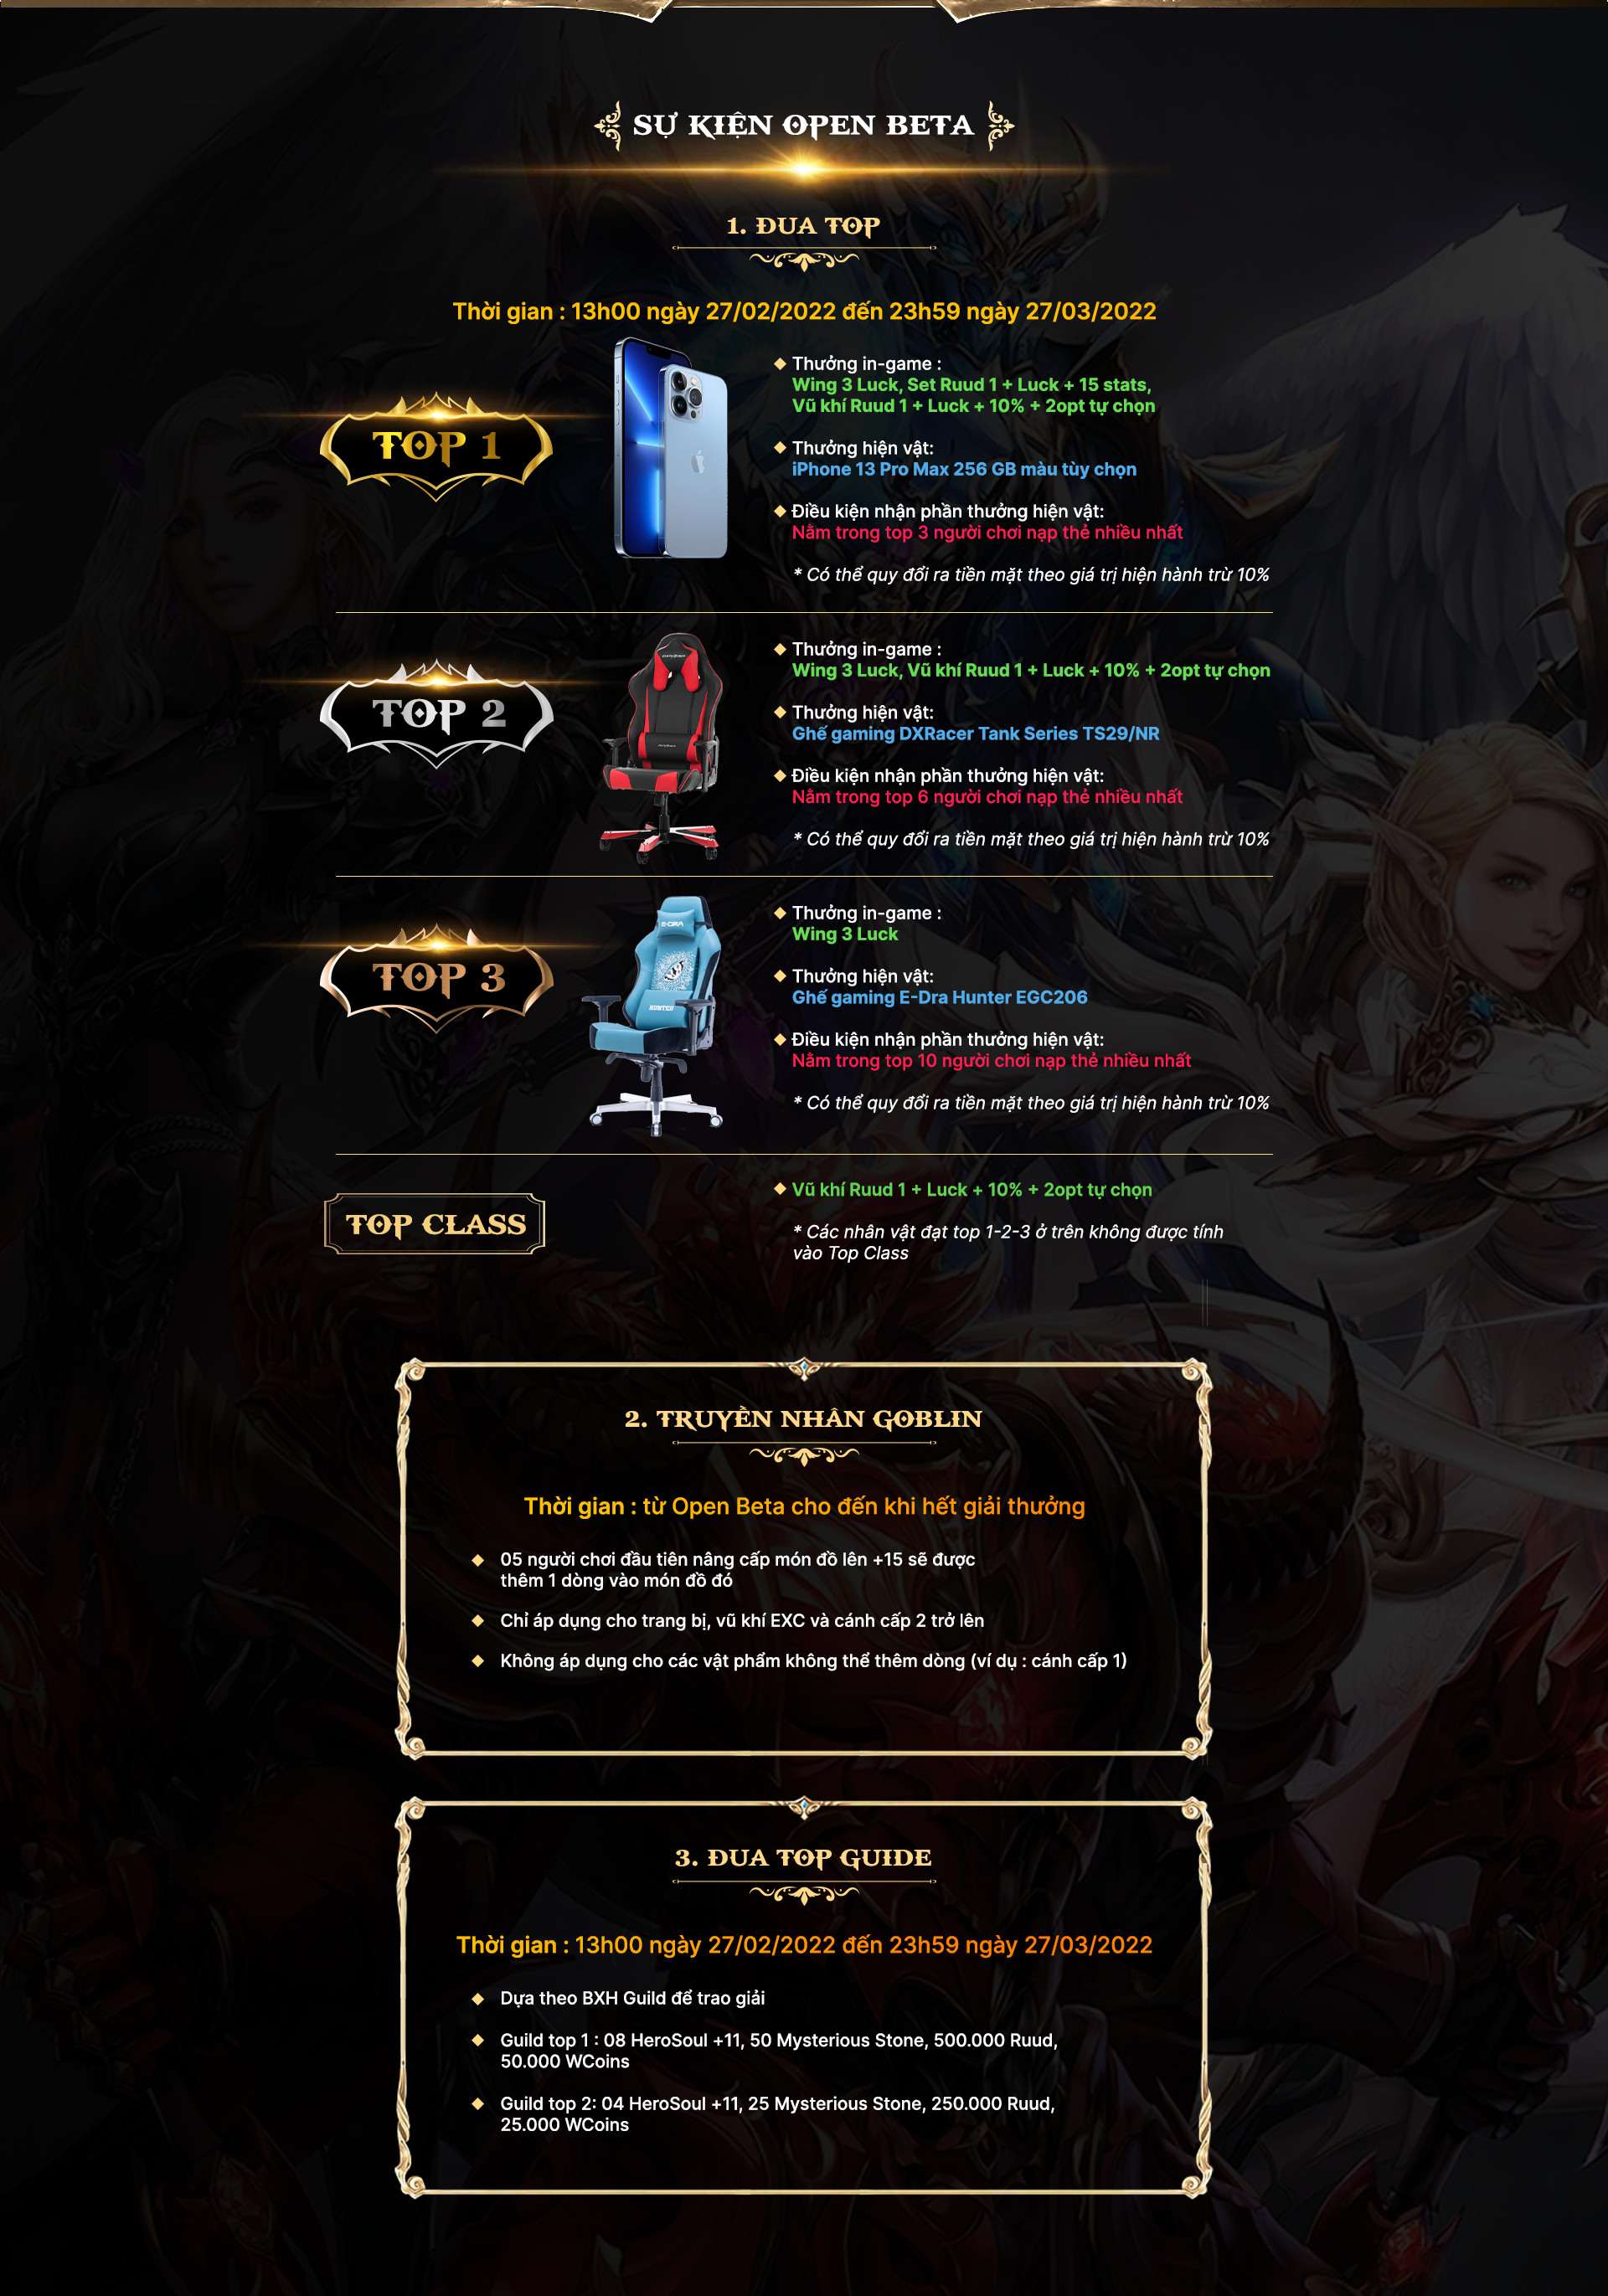 SỰ KIỆN OPEN BETA
1. ĐUA TOP
Thời gian : 13h00 ngày 27/02/2022 đến 23h59 ngày 27/03/2022
TOP 1
Thưởng in-game :
Wing 3 Luck, Set Ruud 1 + Luck + 15 stats,
Vũ khí Ruud 1 + Luck + 10% + 2opt tự chọn
Thưởng hiện vật:
iPhone 13 Pro Max 256 GB màu tùy chọn
Điều kiện nhận phần thưởng hiện vật:
Nằm trong top 3 người chơi nạp thẻ nhiều nhất
* Có thể quy đổi ra tiền mặt theo giá trị hiện hành trừ 10%
TOP 2
Thưởng in-game :
Wing 3 Luck, Vũ khí Ruud 1 + Luck + 10% + 2opt tự chọn
Thưởng hiện vật:
Ghế gaming DXRacer Tank Series TS29/NR
Điều kiện nhận phần thưởng hiện vật:
Nằm trong top 6 người chơi nạp thẻ nhiều nhất
* Có thể quy đổi ra tiền mặt theo giá trị hiện hành trừ 10%
TOP 3
E-DRA
HUNTER
Thưởng in-game :
Wing 3 Luck
Thưởng hiện vật:
Ghế gaming E-Dra Hunter EGC206
Điều kiện nhận phần thưởng hiện vật:
Nằm trong top 10 người chơi nạp thẻ nhiều nhất
* Có thể quy đổi ra tiền mặt theo giá trị hiện hành trừ 10%
TOP CLASS
Vũ khí Ruud 1 + Luck + 10% + 2opt tự chọn
* Các nhân vật đạt top 1-2-3 ở trên không được tính
vào Top Class
2. TRUYỀN NHÂN GOBLIN
Thời gian : từ Open Beta cho đến khi hết giải thưởng
05 người chơi đầu tiên nâng cấp món đồ lên +15 sẽ được
thêm 1 dòng vào món đồ đó
Chỉ áp dụng cho trang bị, vũ khí EXC và cánh cấp 2 trở lên
Không áp dụng cho các vật phẩm không thể thêm dòng (ví dụ : cánh cấp 1)
3. ĐUA TOP GUIDE
Thời gian : 13h00 ngày 27/02/2022 đến 23h59 ngày 27/03/2022
Dựa theo BXH Guild để trao giải
Guild top 1 : 08 HeroSoul +11, 50 Mysterious Stone, 500.000 Ruud,
50.000 WCoins
Guild top 2: 04 HeroSoul +11, 25 Mysterious Stone, 250.000 Ruud,
25.000 WCoins